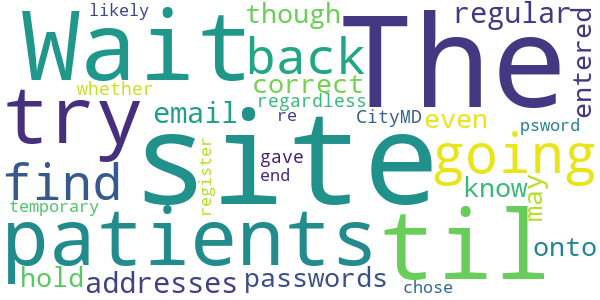 likely
Wait
The
though
regular
back
entered
try
whether
correct
email
regardless
re
CityMD
even
psword
site
find
register
gave
end
going
know
may
temporary
patients
til
onto
hold
addresses
passwords
chose